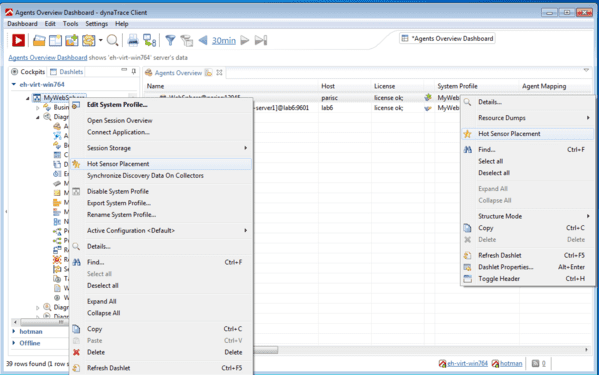 Agents Overview Dashboard - dynaTrace Client
Dashboard Edit Tools Settings Help
30min
*Agents Overview Dashboard
Agents Overview Dashboard shows 'eh-virt-win764' server's data
Cockpits Dashlets
Agents Overview
eh-virt-win764
Name Host License System Profile Agent Mapping
MyWebSphere
parisc license ok; MyWeb
-server1]@lab6:9601 lab6 license ok; MyWeb
Busin
Diagn
Edit System Profile...
Open Session Overview
Connect Application...
Session Storage
Hot Sensor Placement
Synchronize Discovery Data On Collectors
Disable System Profile
Export System Profile...
Rename System Profile...
Active Configuration <Default>
Details...
Find... Ctrl+F
Select all
Deselect all
Expand All
Collapse All
Copy Ctrl+C
Paste Ctrl+V
Delete Delete
Refresh Dashlet Ctrl+F5
Details...
Resource Dumps
Hot Sensor Placement
Find... Ctrl+F
Select all
Deselect all
Expand All
Collapse All
Structure Mode
Copy Ctrl+C
Delete Delete
Refresh Dashlet Ctrl+F5
Dashlet Properties... Alt+Enter
Toggle Header Ctrl+H
Diagn
hotman
Offline
39 rows found (1 row s
eh-virt-win764 hotman 0